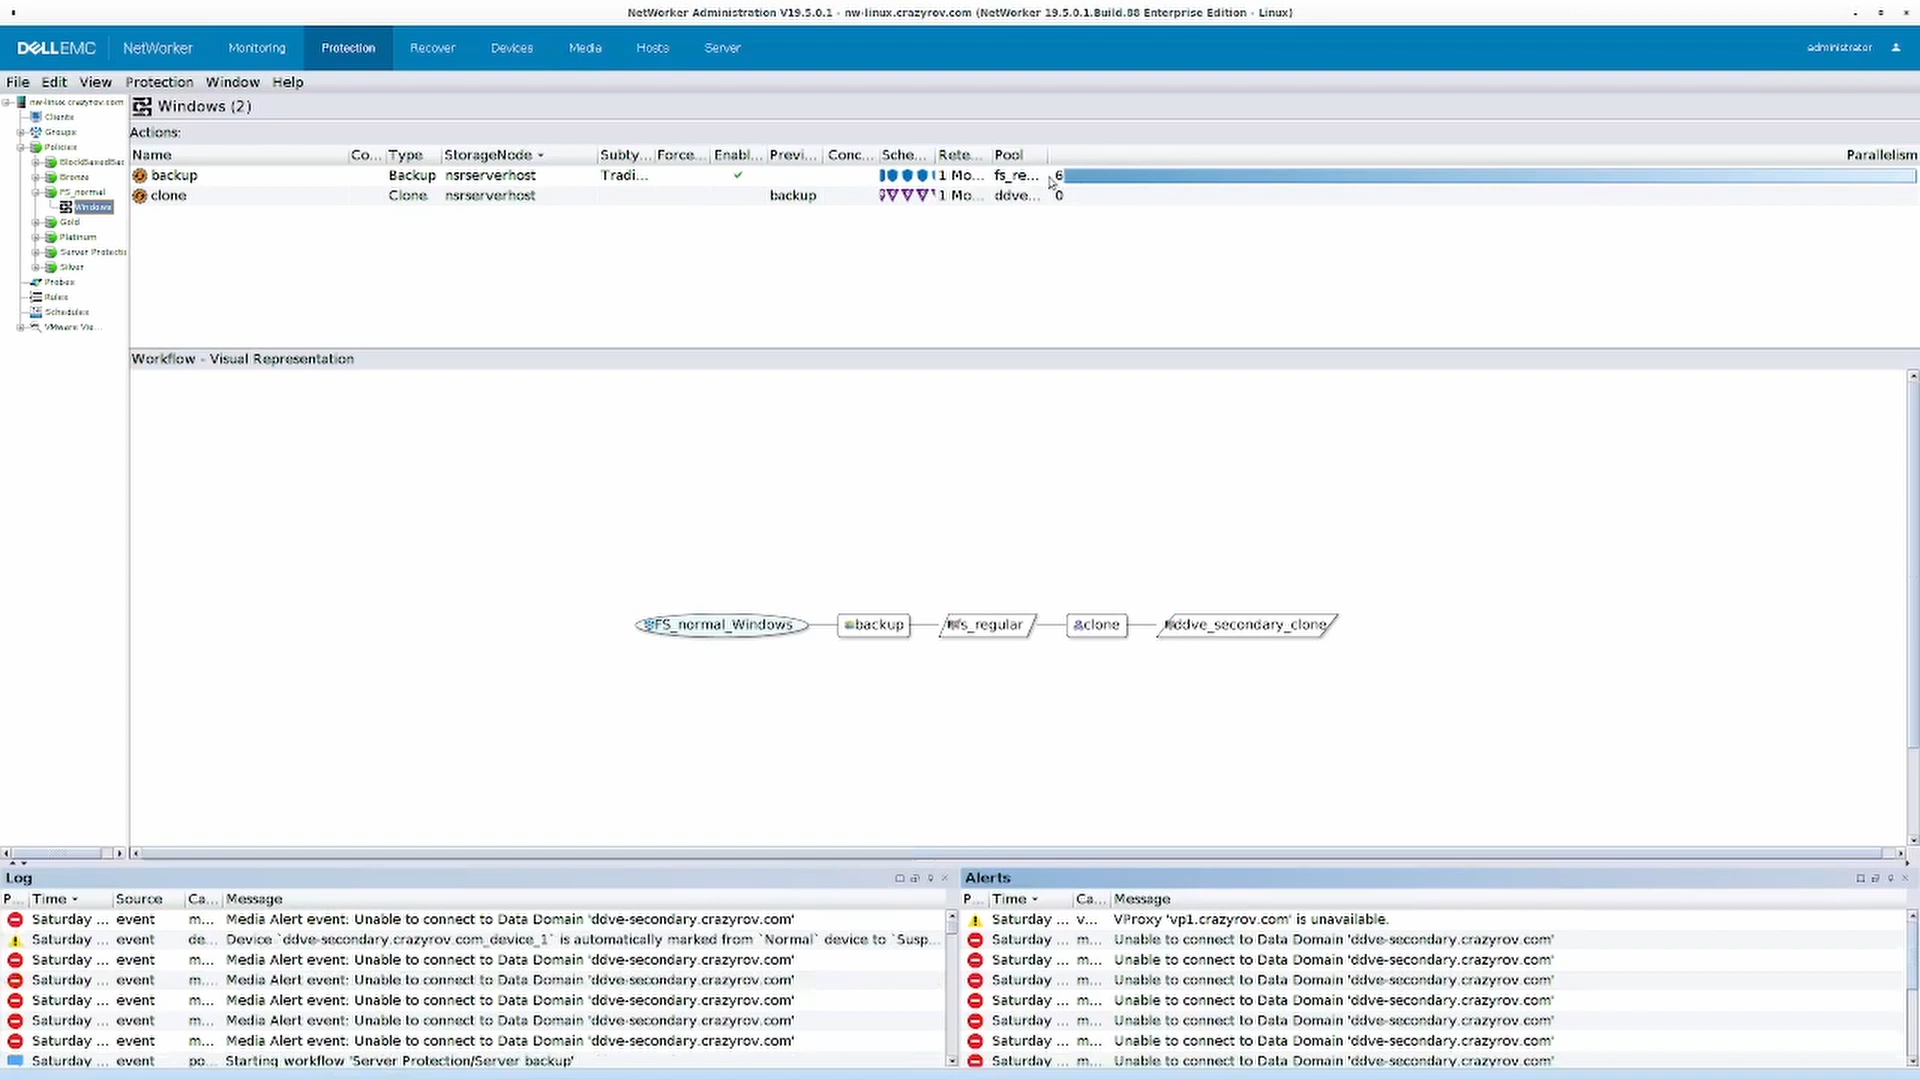 NetWorker Administration V19.5.0.1 - nw-linux.crazyrov.com (NetWorker 19.5.0.1.Build.88 Enterprise Edition - Linux)
DELLEMC NetWorker Monitoring Protection Recover Devices Media Hosts Server administrator
File Edit View Protection Window Help
nw-linux.crazyrov.com
Clients
Groups
Policies
BlockBasedBac
Bronze
FS_normal
Windows
Gold
Platinum
Server Protectio
Silver
Probes
Rules
Schedules
VMware Vie...
Windows (2)
Actions:
Name Co... Type StorageNode Subty... Force... Enabl... Previ... Conc... Sche... Rete... Pool Parallelism
backup Backup nsrserverhost Tradi... 1 Mo... fs_re... 6
clone Clone nsrserverhost backup 1 Mo... ddve... 0
Workflow - Visual Representation
FS_normal_Windows backup fs_regular clone ddve_secondary_clone
Log
P... Time Source Ca... Message
Saturday ... event m... Media Alert event: Unable to connect to Data Domain 'ddve-secondary.crazyrov.com'
Saturday ... event de... Device `ddve-secondary.crazyrov.com_device_1` is automatically marked from `Normal` device to `Susp...
Saturday ... event m... Media Alert event: Unable to connect to Data Domain 'ddve-secondary.crazyrov.com'
Saturday ... event m... Media Alert event: Unable to connect to Data Domain 'ddve-secondary.crazyrov.com'
Saturday ... event m... Media Alert event: Unable to connect to Data Domain 'ddve-secondary.crazyrov.com'
Saturday ... event m... Media Alert event: Unable to connect to Data Domain 'ddve-secondary.crazyrov.com'
Saturday ... event m... Media Alert event: Unable to connect to Data Domain 'ddve-secondary.crazyrov.com'
Saturday ... event po... Starting workflow 'Server Protection/Server backup'
Alerts
P... Time Ca... Message
Saturday ... v... VProxy 'vp1.crazyrov.com' is unavailable.
Saturday ... m... Unable to connect to Data Domain 'ddve-secondary.crazyrov.com'
Saturday ... m... Unable to connect to Data Domain 'ddve-secondary.crazyrov.com'
Saturday ... m... Unable to connect to Data Domain 'ddve-secondary.crazyrov.com'
Saturday ... m... Unable to connect to Data Domain 'ddve-secondary.crazyrov.com'
Saturday ... m... Unable to connect to Data Domain 'ddve-secondary.crazyrov.com'
Saturday ... m... Unable to connect to Data Domain 'ddve-secondary.crazyrov.com'
Saturday ... m... Unable to connect to Data Domain 'ddve-secondary.crazyrov.com'